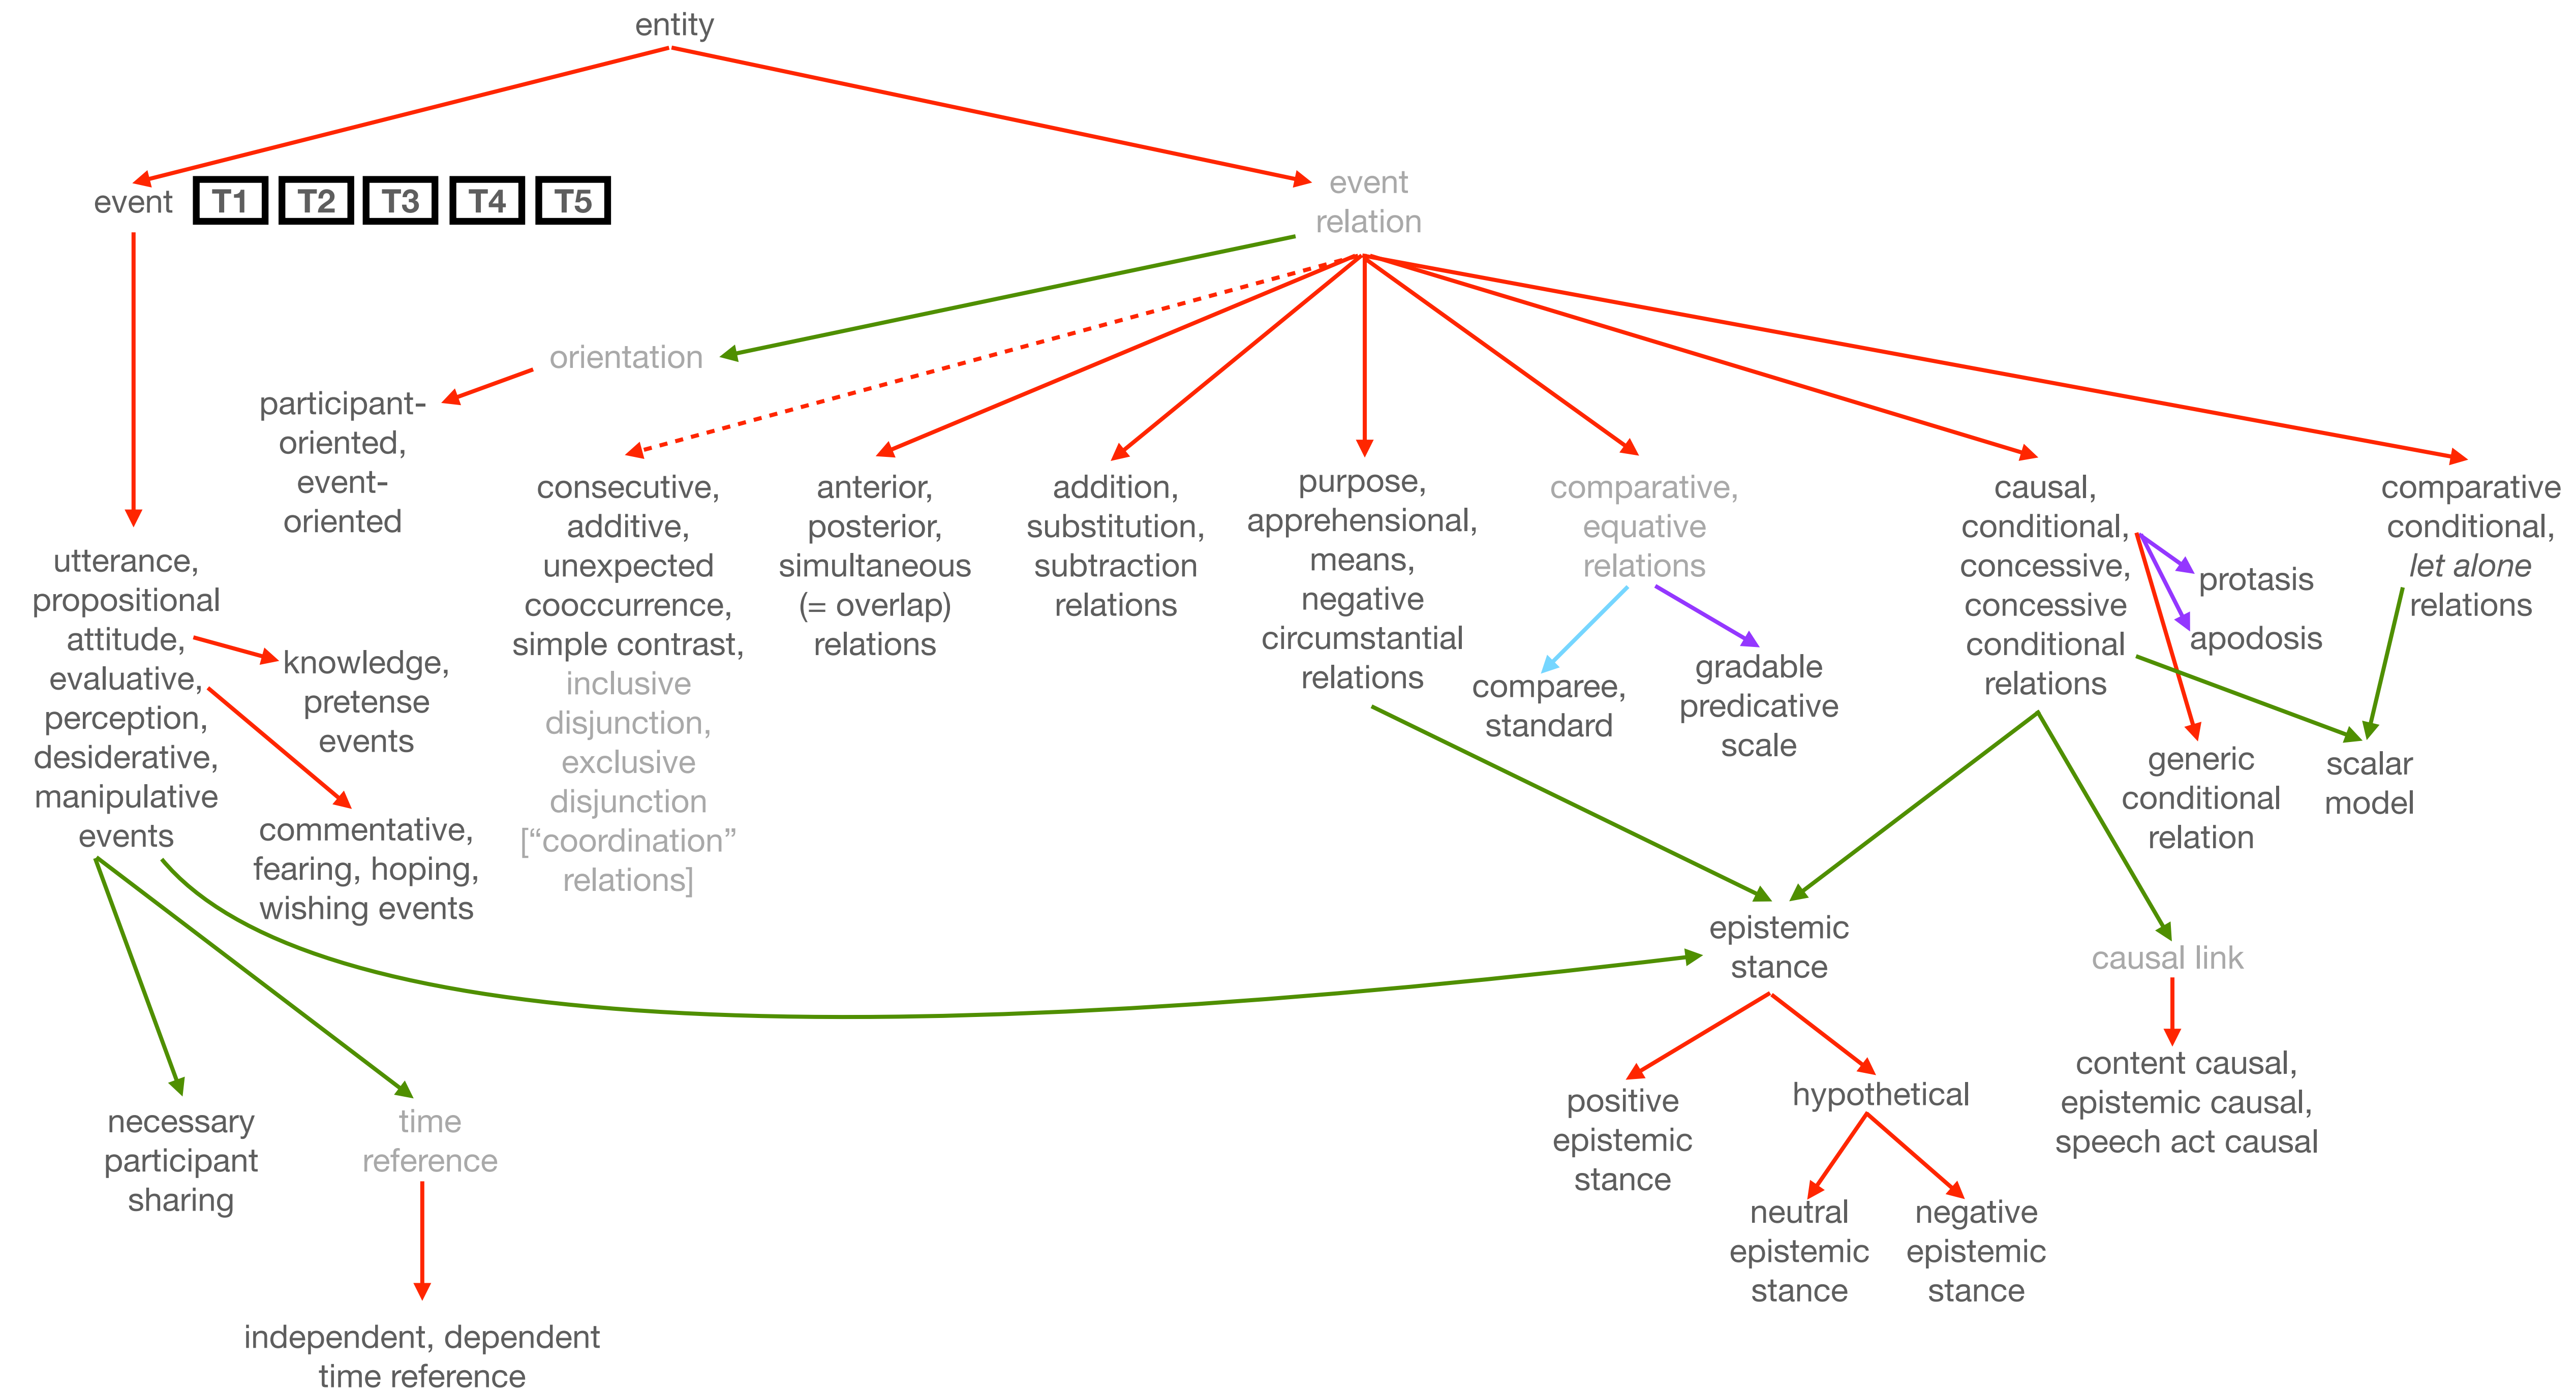 entity
event
T1
T2
T3
T4
T5
event
relation
orientation
participant-
oriented,
event-
oriented
utterance,
propositional
attitude,
evaluative,
perception,
desiderative,
manipulative
events
knowledge,
pretense
events
commentative,
fearing, hoping,
wishing events
consecutive,
additive,
unexpected
cooccurrence,
simple contrast,
inclusive
disjunction,
exclusive
disjunction
[“coordination”
relations]
anterior,
posterior,
simultaneous
(= overlap)
relations
addition,
substitution,
subtraction
relations
purpose,
apprehensional,
means,
negative
circumstantial
relations
comparative,
equative
relations
comparee,
standard
gradable
predicative
scale
causal,
conditional,
concessive,
concessive
conditional
relations
protasis
apodosis
comparative
conditional,
let alone
relations
generic
conditional
relation
scalar
model
epistemic
stance
causal link
positive
epistemic
stance
hypothetical
content causal,
epistemic causal,
speech act causal
neutral
epistemic
stance
negative
epistemic
stance
necessary
participant
sharing
time
reference
independent, dependent
time reference